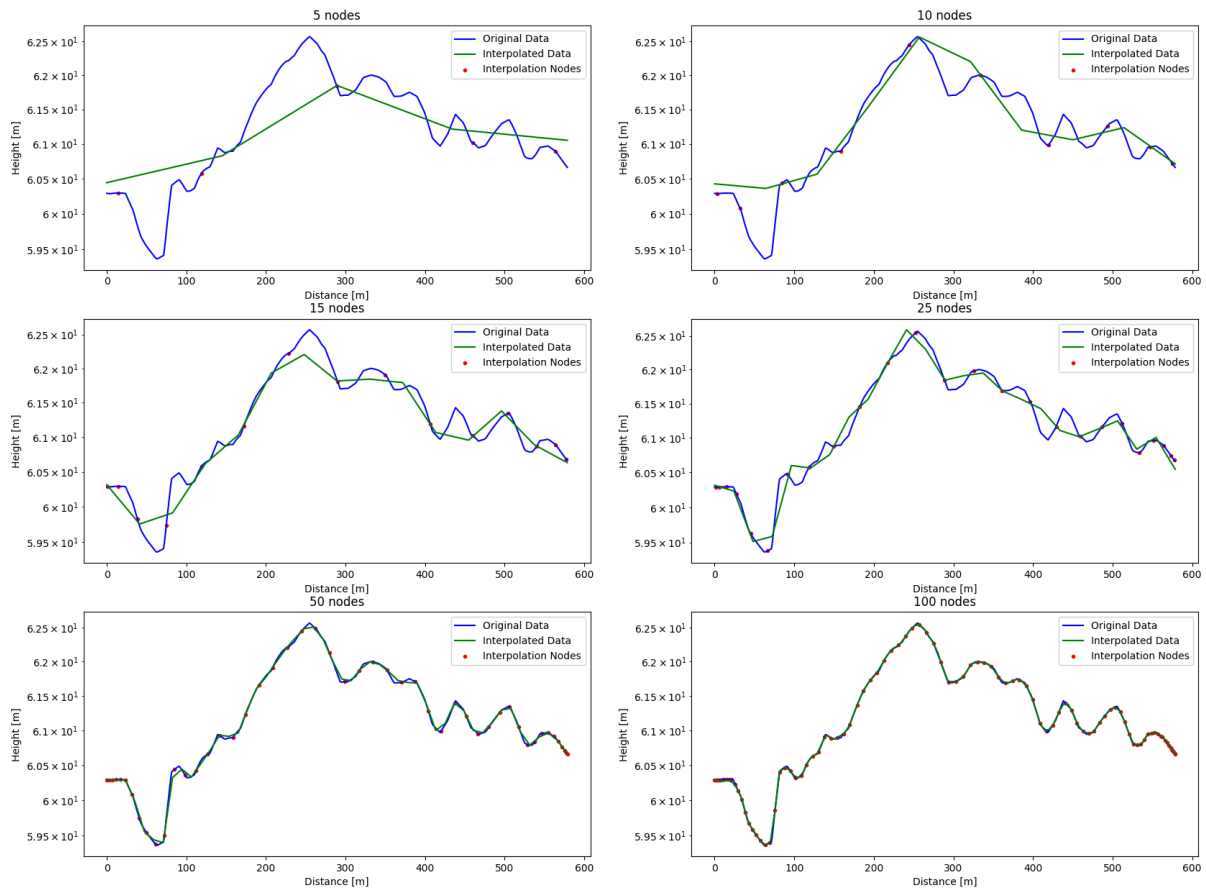 5 nodes
6.25 × 10¹
6.2 × 10¹
6.15 × 10¹
6.1 × 10¹
6.05 × 10¹
6 × 10¹
5.95 × 10¹
Height [m]
Original Data
Interpolated Data
Interpolation Nodes
0 100 200 300 400 500 600
Distance [m]
10 nodes
6.25 × 10¹
6.2 × 10¹
6.15 × 10¹
6.1 × 10¹
6.05 × 10¹
6 × 10¹
5.95 × 10¹
Height [m]
Original Data
Interpolated Data
Interpolation Nodes
0 100 200 300 400 500 600
Distance [m]
15 nodes
6.25 × 10¹
6.2 × 10¹
6.15 × 10¹
6.1 × 10¹
6.05 × 10¹
6 × 10¹
5.95 × 10¹
Height [m]
Original Data
Interpolated Data
Interpolation Nodes
0 100 200 300 400 500 600
Distance [m]
25 nodes
6.25 × 10¹
6.2 × 10¹
6.15 × 10¹
6.1 × 10¹
6.05 × 10¹
6 × 10¹
5.95 × 10¹
Height [m]
Original Data
Interpolated Data
Interpolation Nodes
0 100 200 300 400 500 600
Distance [m]
50 nodes
6.25 × 10¹
6.2 × 10¹
6.15 × 10¹
6.1 × 10¹
6.05 × 10¹
6 × 10¹
5.95 × 10¹
Height [m]
Original Data
Interpolated Data
Interpolation Nodes
0 100 200 300 400 500 600
Distance [m]
100 nodes
6.25 × 10¹
6.2 × 10¹
6.15 × 10¹
6.1 × 10¹
6.05 × 10¹
6 × 10¹
5.95 × 10¹
Height [m]
Original Data
Interpolated Data
Interpolation Nodes
0 100 200 300 400 500 600
Distance [m]